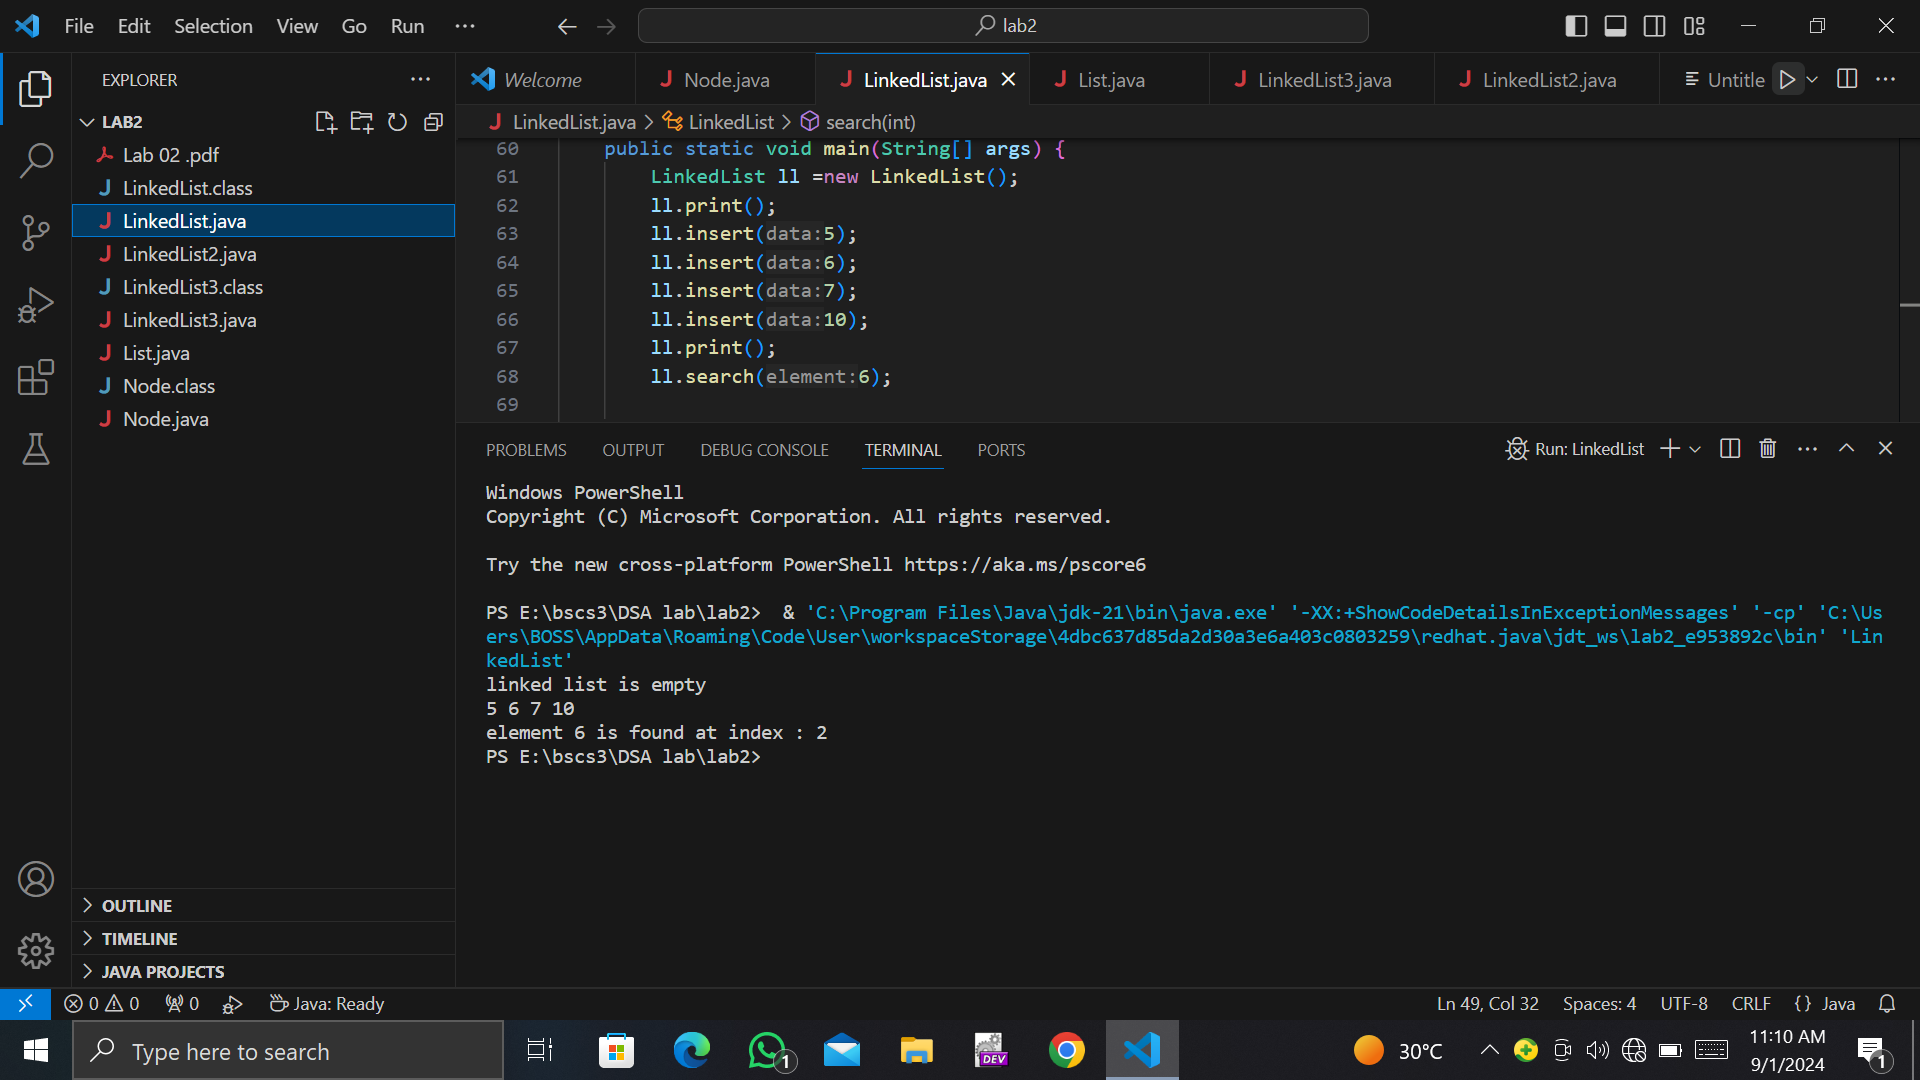 File Edit Selection View Go Run ··· lab2
EXPLORER ···
LAB2
Lab 02 .pdf
LinkedList.class
LinkedList.java
LinkedList2.java
LinkedList3.class
LinkedList3.java
List.java
Node.class
Node.java
OUTLINE
TIMELINE
JAVA PROJECTS
Welcome Node.java LinkedList.java List.java LinkedList3.java LinkedList2.java Untitle
LinkedList.java > LinkedList > search(int)
60 public static void main(String[] args) {
61 LinkedList ll =new LinkedList();
62 ll.print();
63 ll.insert(data:5);
64 ll.insert(data:6);
65 ll.insert(data:7);
66 ll.insert(data:10);
67 ll.print();
68 ll.search(element:6);
69
PROBLEMS OUTPUT DEBUG CONSOLE TERMINAL PORTS Run: LinkedList
Windows PowerShell
Copyright (C) Microsoft Corporation. All rights reserved.
Try the new cross-platform PowerShell https://aka.ms/pscore6
PS E:\bscs3\DSA lab\lab2>  & 'C:\Program Files\Java\jdk-21\bin\java.exe' '-XX:+ShowCodeDetailsInExceptionMessages' '-cp' 'C:\Us
ers\BOSS\AppData\Roaming\Code\User\workspaceStorage\4dbc637d85da2d30a3e6a403c0803259\redhat.java\jdt_ws\lab2_e953892c\bin' 'Lin
kedList'
linked list is empty
5 6 7 10
element 6 is found at index : 2
PS E:\bscs3\DSA lab\lab2>
0 0 0 Java: Ready Ln 49, Col 32 Spaces: 4 UTF-8 CRLF {} Java
Type here to search 1 DEV 30°C 11:10 AM 1
9/1/2024